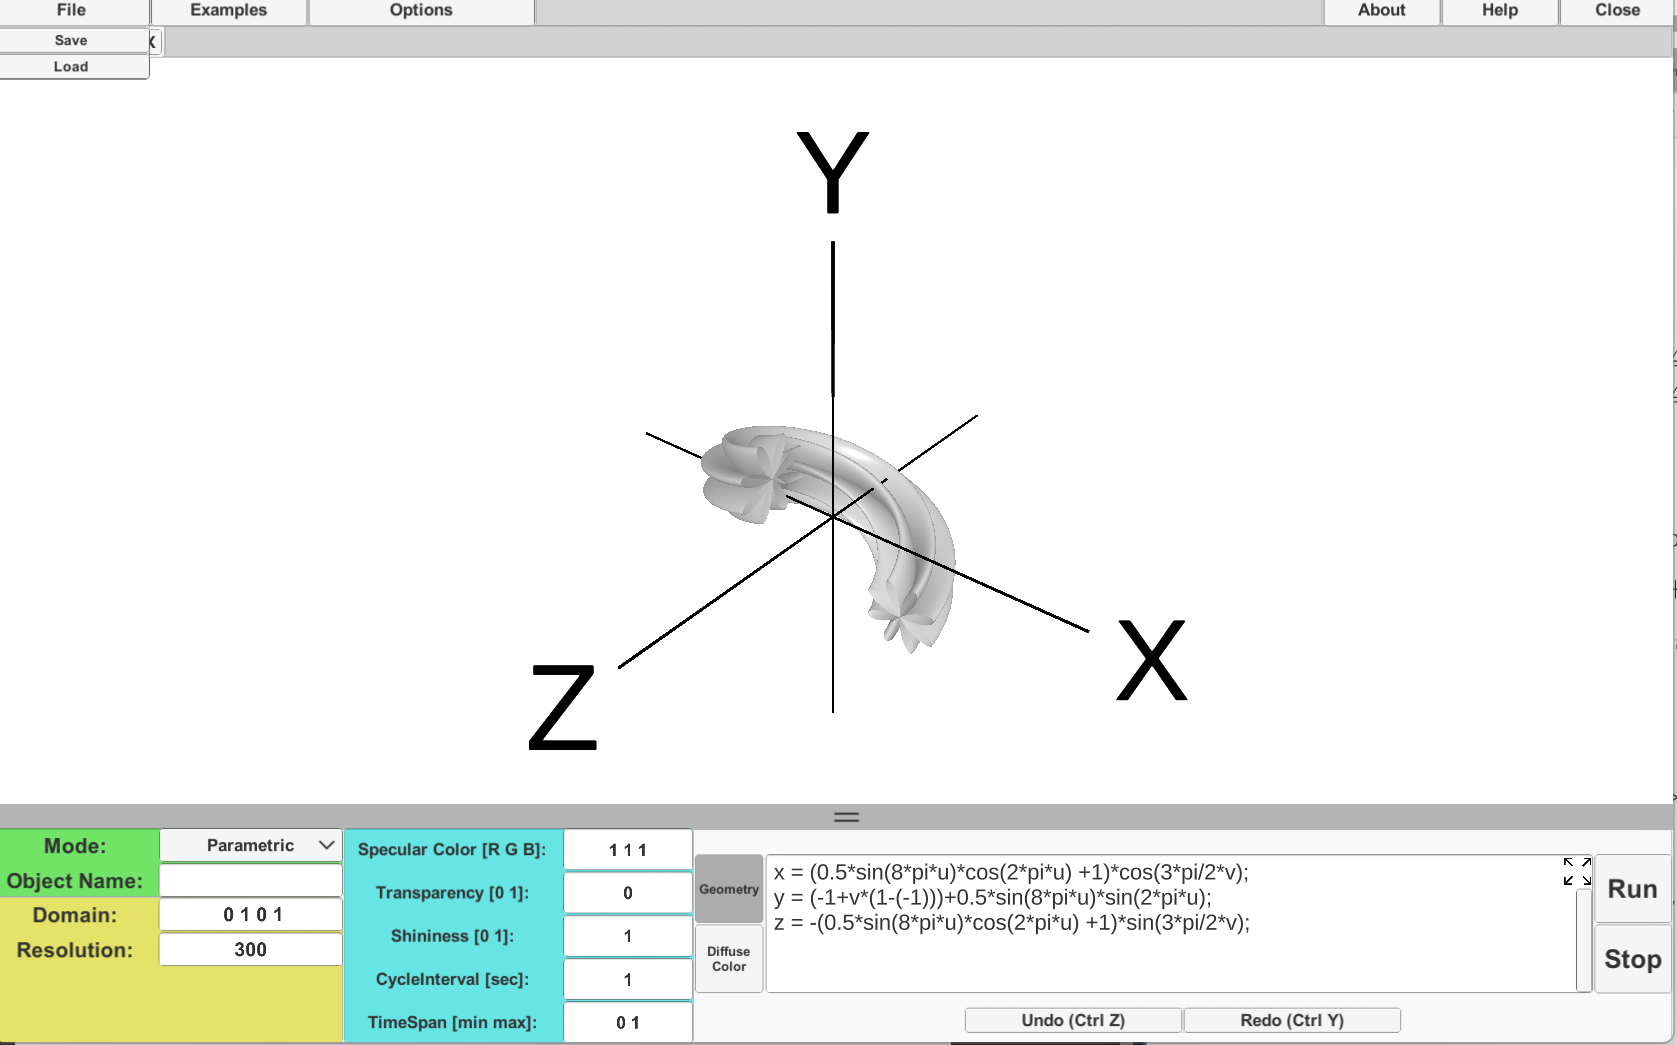 File Examples Options About Help Close
Save X
Load
Y
X
Z
Mode: Parametric
Object Name:
Domain: 0 1 0 1
Resolution: 300
Specular Color [R G B]: 1 1 1
Transparency [0 1]: 0
Shininess [0 1]: 1
CycleInterval [sec]: 1
TimeSpan [min max]: 0 1
Geometry
Diffuse
Color
x = (0.5*sin(8*pi*u)*cos(2*pi*u) +1)*cos(3*pi/2*v);
y = (-1+v*(1-(-1)))+0.5*sin(8*pi*u)*sin(2*pi*u);
z = -(0.5*sin(8*pi*u)*cos(2*pi*u) +1)*sin(3*pi/2*v);
Run
Stop
Undo (Ctrl Z) Redo (Ctrl Y)